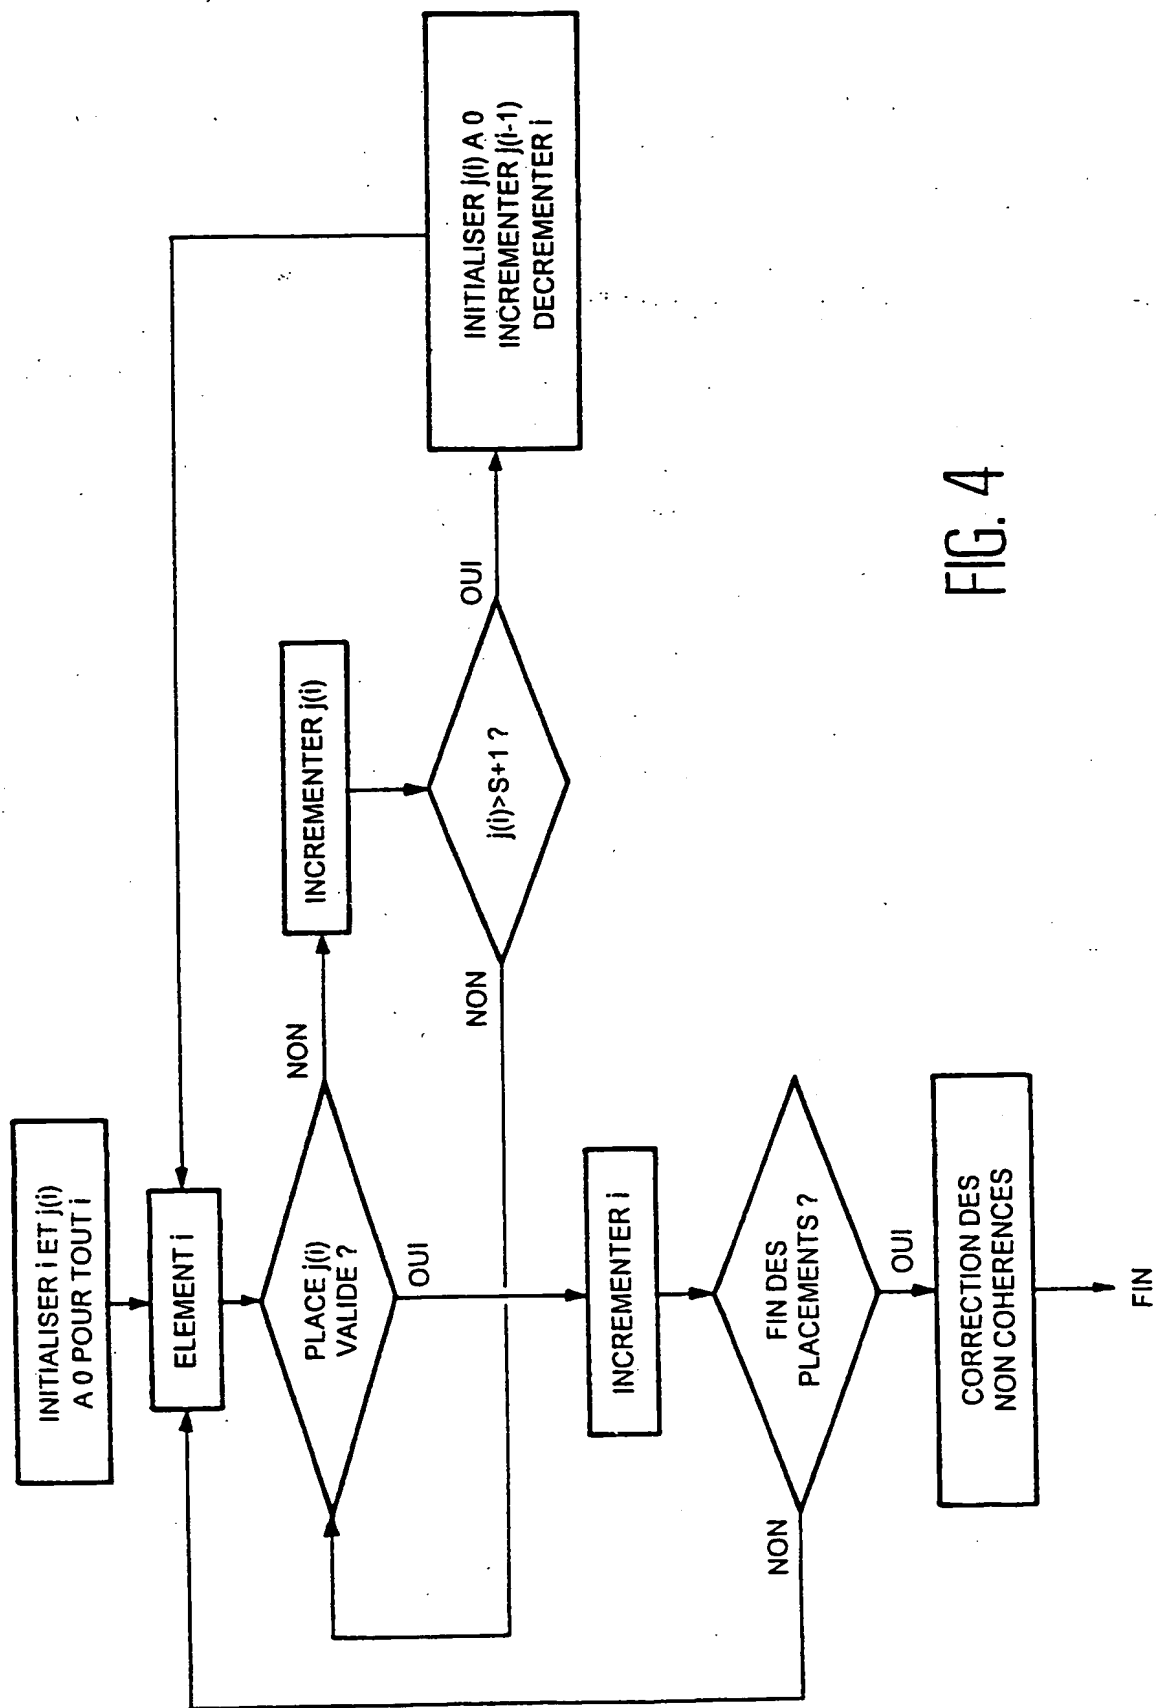 INITIALISER i ET j(i)
A 0 POUR TOUT i
ELEMENT i
PLACE j(i)
VALIDE ?
NON
INCREMENTER j(i)
j(i)>S+1 ?
OUI
INITIALISER j(i) A 0
INCREMENTER j(i-1)
DECREMENTER i
NON
OUI
INCREMENTER i
FIN DES
PLACEMENTS ?
NON
OUI
CORRECTION DES
NON COHERENCES
FIN
FIG. 4